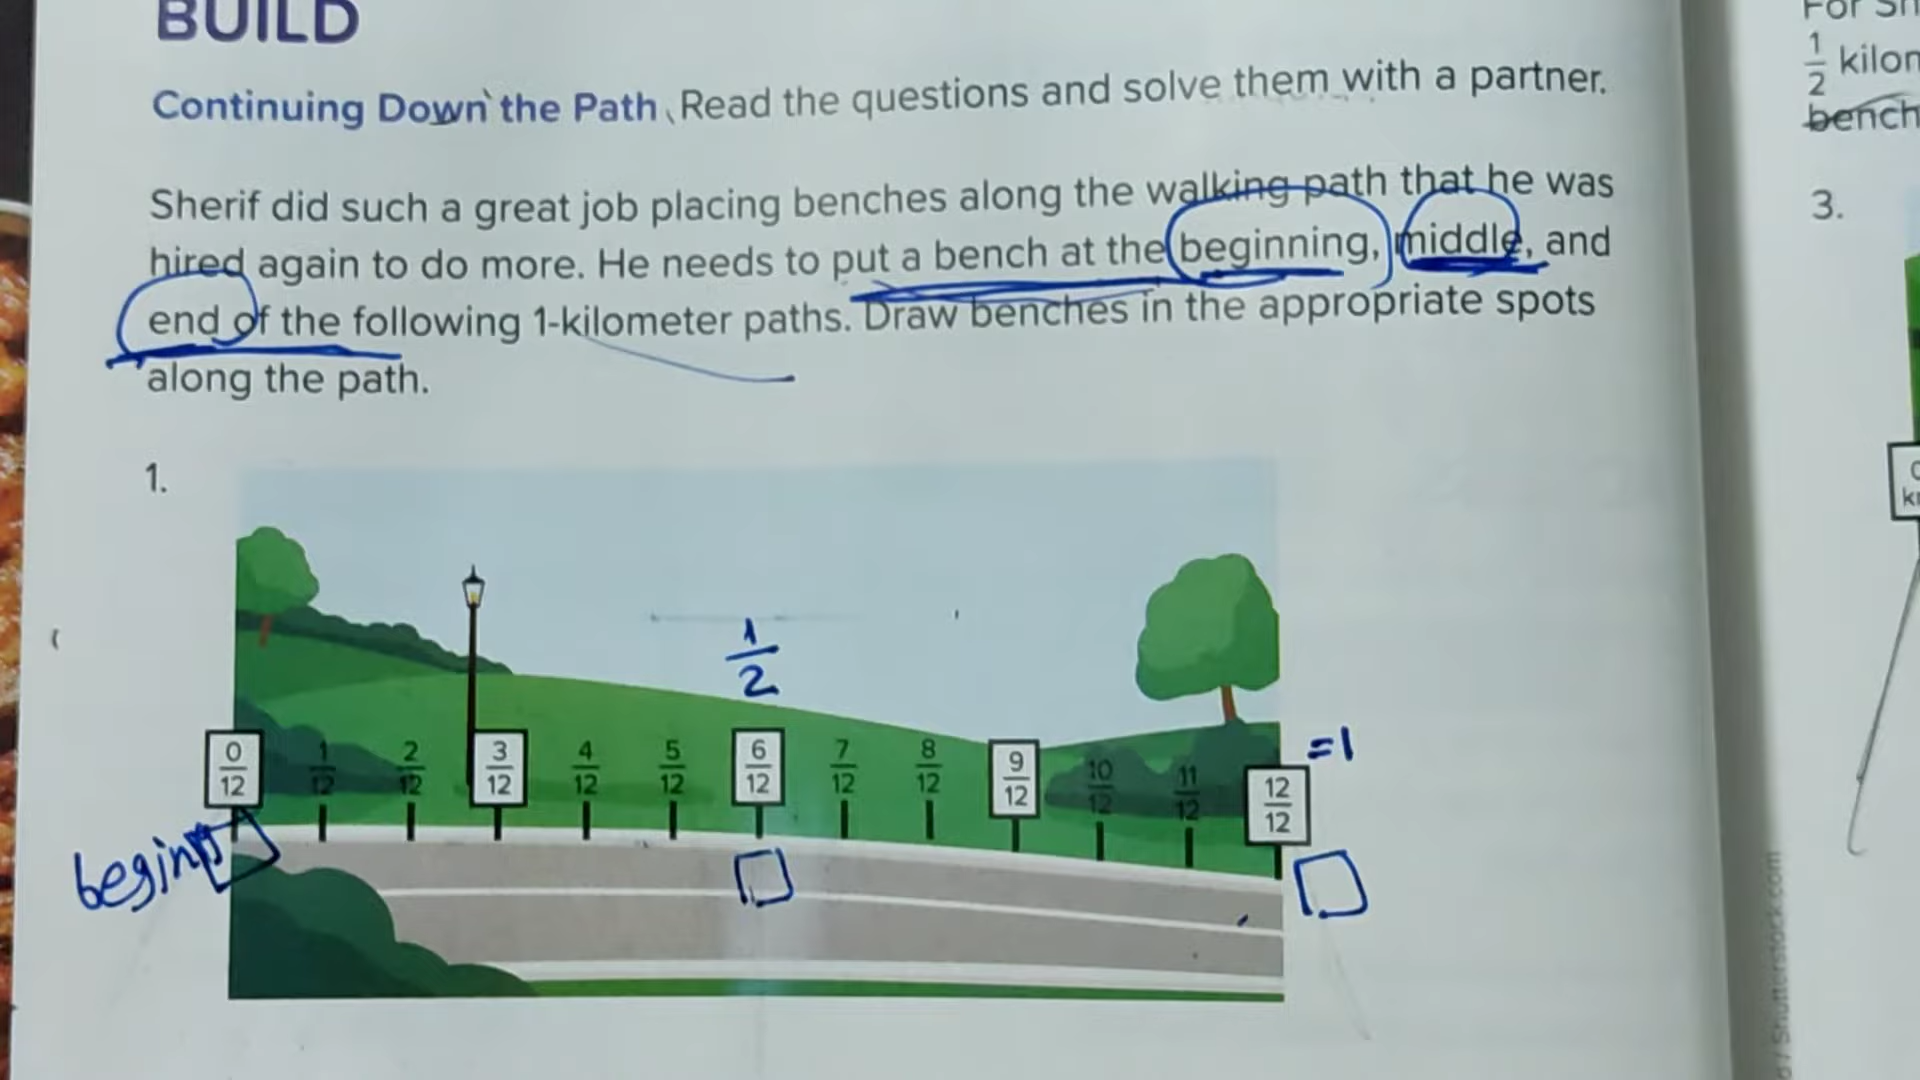 BUILD
Continuing Down the Path Read the questions and solve them with a partner.
Sherif did such a great job placing benches along the walking path that he was
hired again to do more. He needs to put a bench at the beginning, middle, and
end of the following 1-kilometer paths. Draw benches in the appropriate spots
along the path.
1.
1/2
0/12 1/12 2/12 3/12 4/12 5/12 6/12 7/12 8/12 9/12 10/12 11/12 12/12 =1
begin
For
1/2 kilom
bench
3.
/ Shutterstock.com